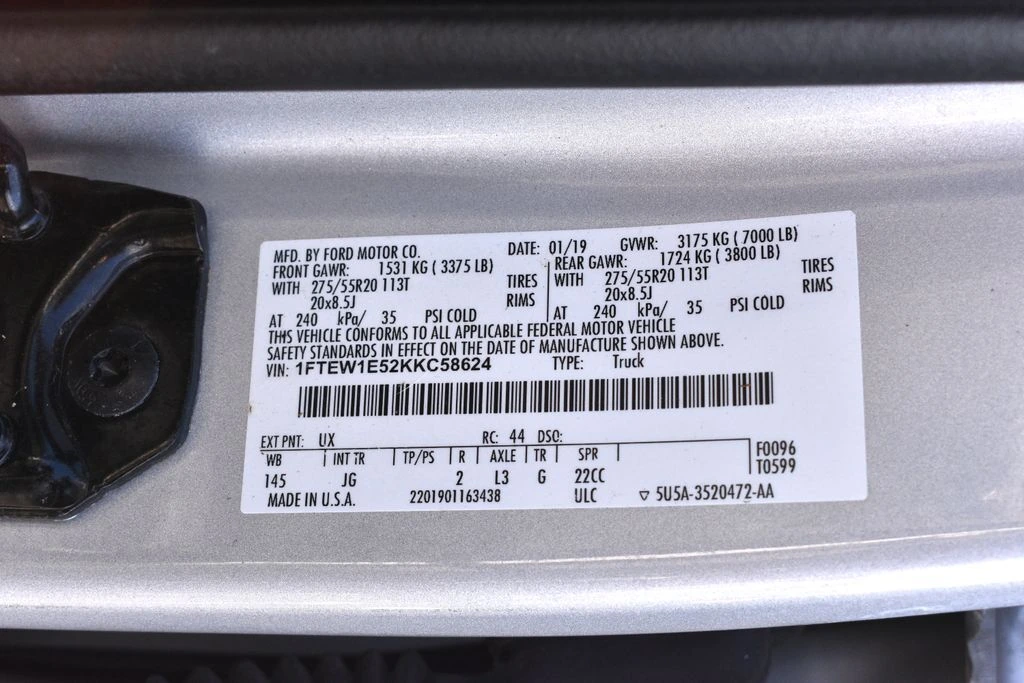 MFD. BY FORD MOTOR CO. DATE: 01/19 GVWR: 3175 KG ( 7000 LB)
FRONT GAWR: 1531 KG ( 3375 LB) REAR GAWR: 1724 KG ( 3800 LB)
WITH 275/55R20 113T TIRES WITH 275/55R20 113T TIRES
20x8.5J RIMS 20x8.5J RIMS
AT 240 kPa/ 35 PSI COLD AT 240 kPa/ 35 PSI COLD
THIS VEHICLE CONFORMS TO ALL APPLICABLE FEDERAL MOTOR VEHICLE
SAFETY STANDARDS IN EFFECT ON THE DATE OF MANUFACTURE SHOWN ABOVE.
VIN: 1FTEW1E52KKC58624 TYPE: Truck
EXT PNT: UX RC: 44 DSO:
WB INT TR TP/PS R AXLE TR SPR F0096
145 JG 2 L3 G 22CC T0599
MADE IN U.S.A. 2201901163438 ULC ▽ 5U5A-3520472-AA